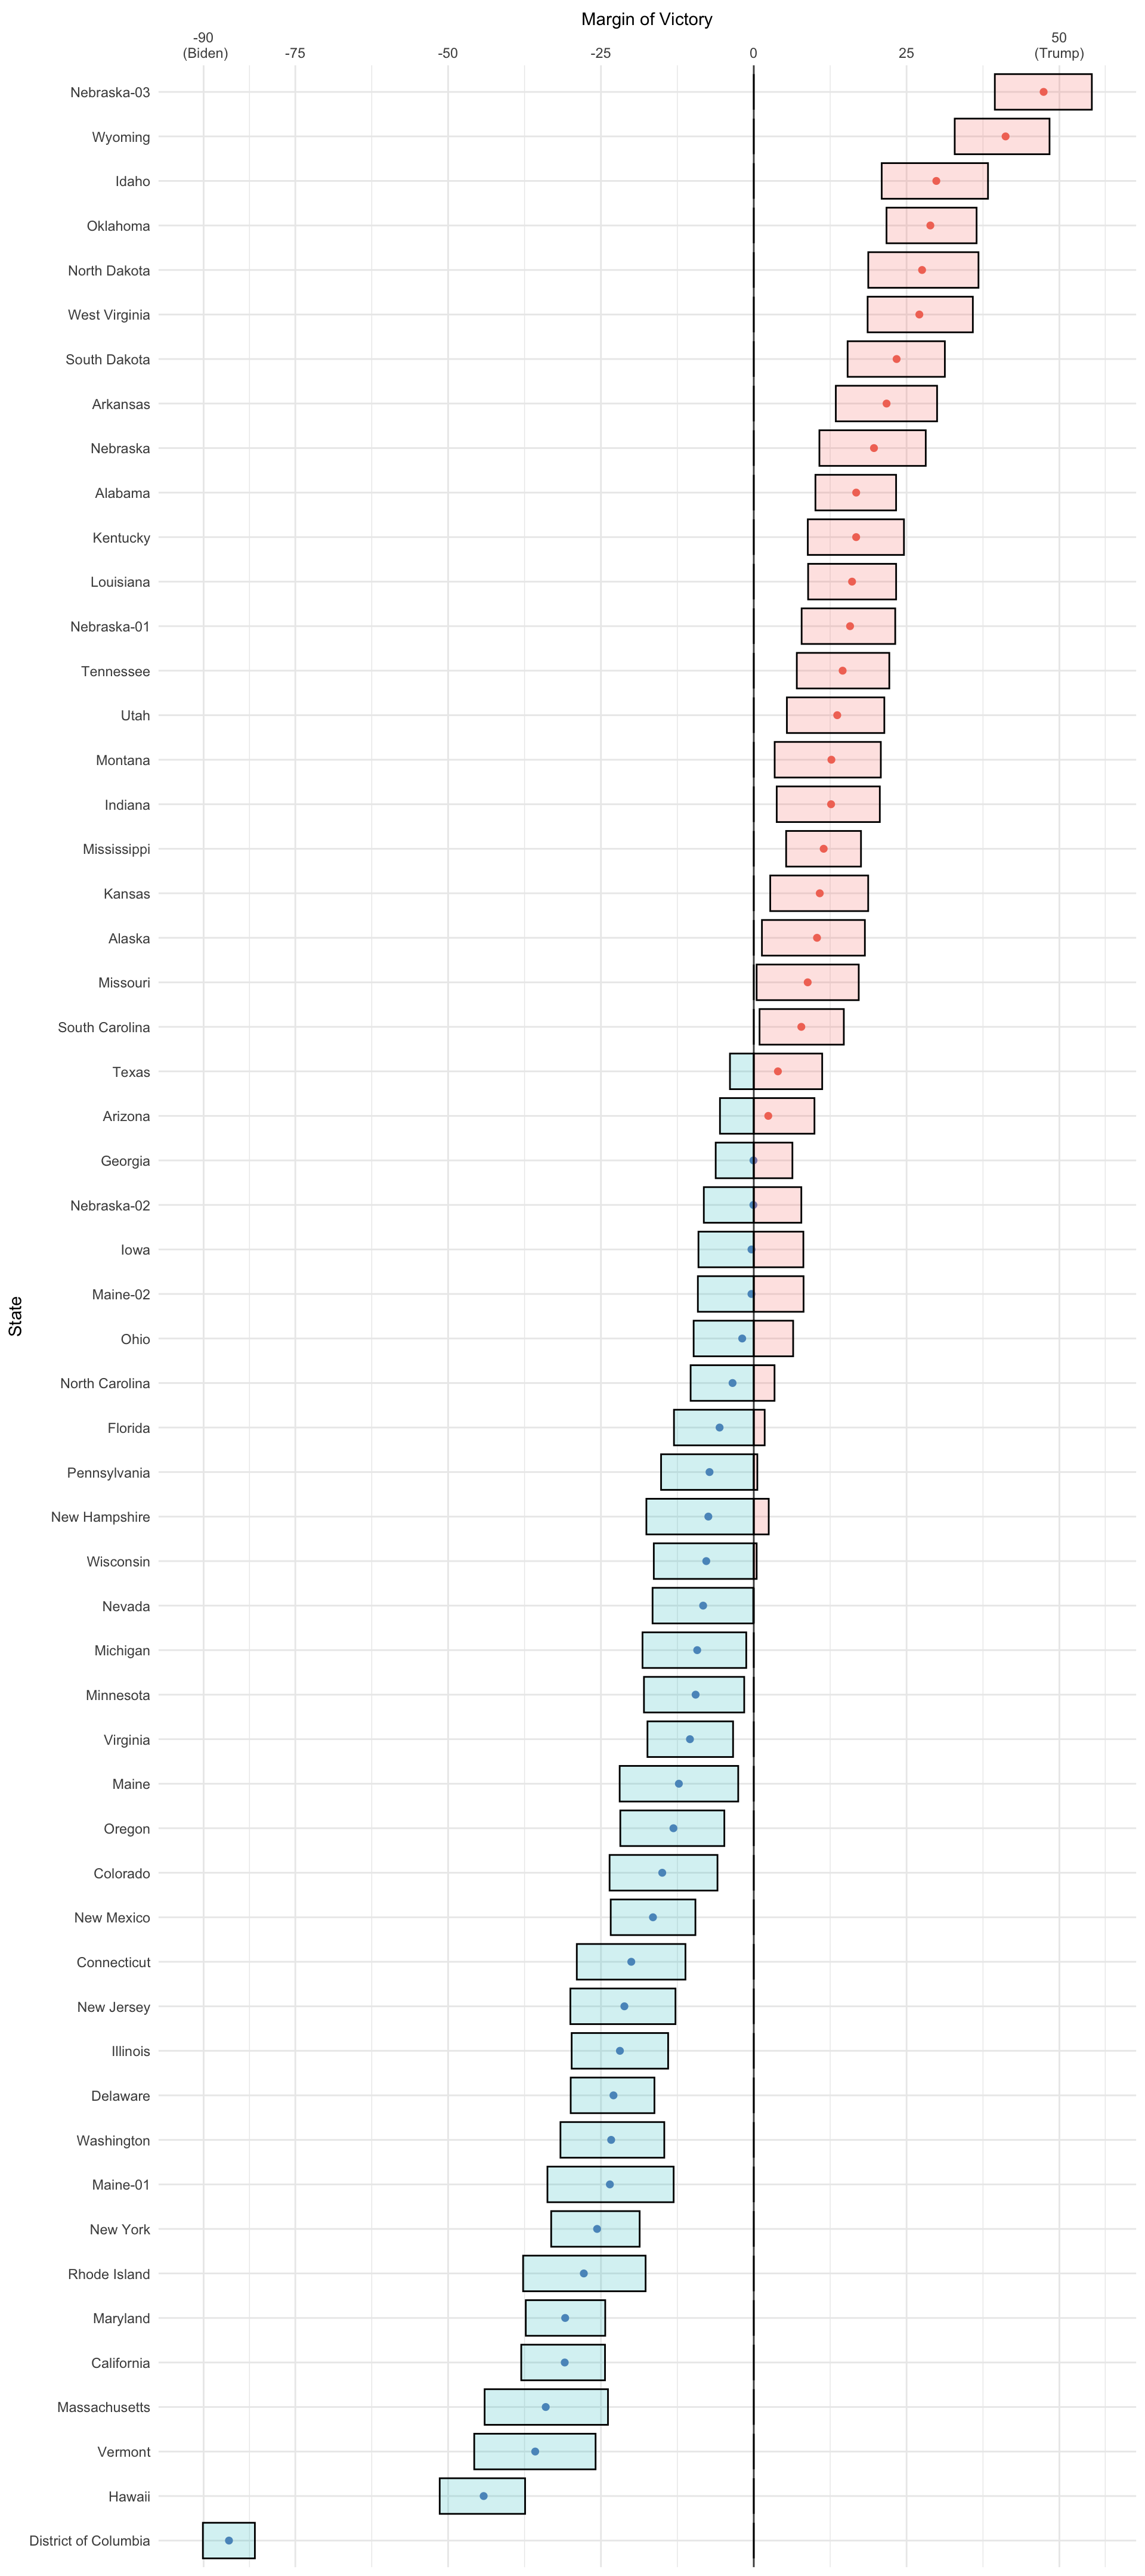 Margin of Victory
-90
(Biden)
-75
-50
-25
0
25
50
(Trump)
Nebraska-03
Wyoming
Idaho
Oklahoma
North Dakota
West Virginia
South Dakota
Arkansas
Nebraska
Alabama
Kentucky
Louisiana
Nebraska-01
Tennessee
Utah
Montana
Indiana
Mississippi
Kansas
Alaska
Missouri
South Carolina
Texas
Arizona
Georgia
Nebraska-02
Iowa
Maine-02
Ohio
North Carolina
Florida
Pennsylvania
New Hampshire
Wisconsin
Nevada
Michigan
Minnesota
Virginia
Maine
Oregon
Colorado
New Mexico
Connecticut
New Jersey
Illinois
Delaware
Washington
Maine-01
New York
Rhode Island
Maryland
California
Massachusetts
Vermont
Hawaii
District of Columbia
State